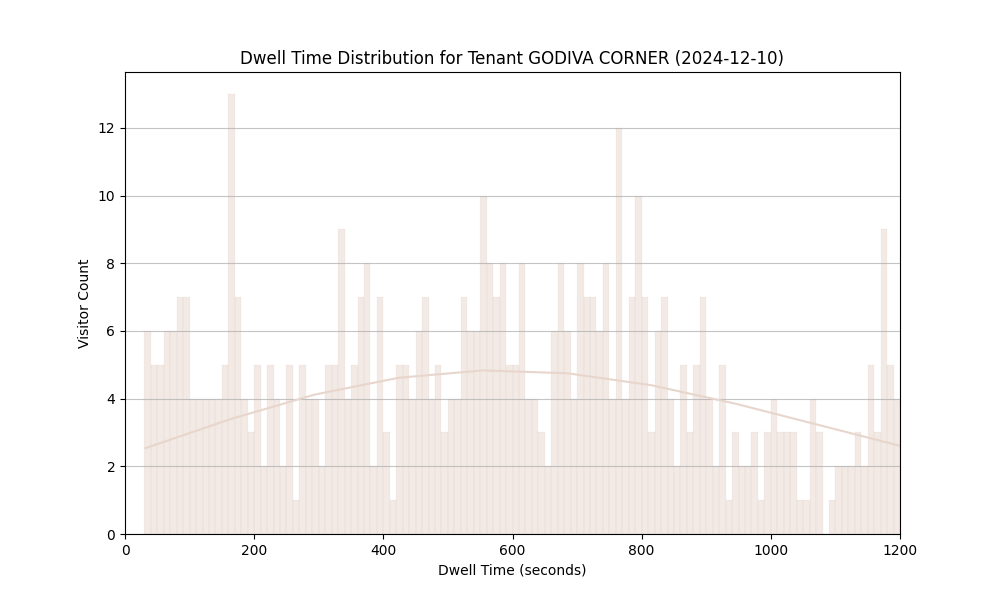 Dwell Time Distribution for Tenant GODIVA CORNER (2024-12-10)
Visitor Count
12
10
8
6
4
2
0
0 200 400 600 800 1000 1200
Dwell Time (seconds)